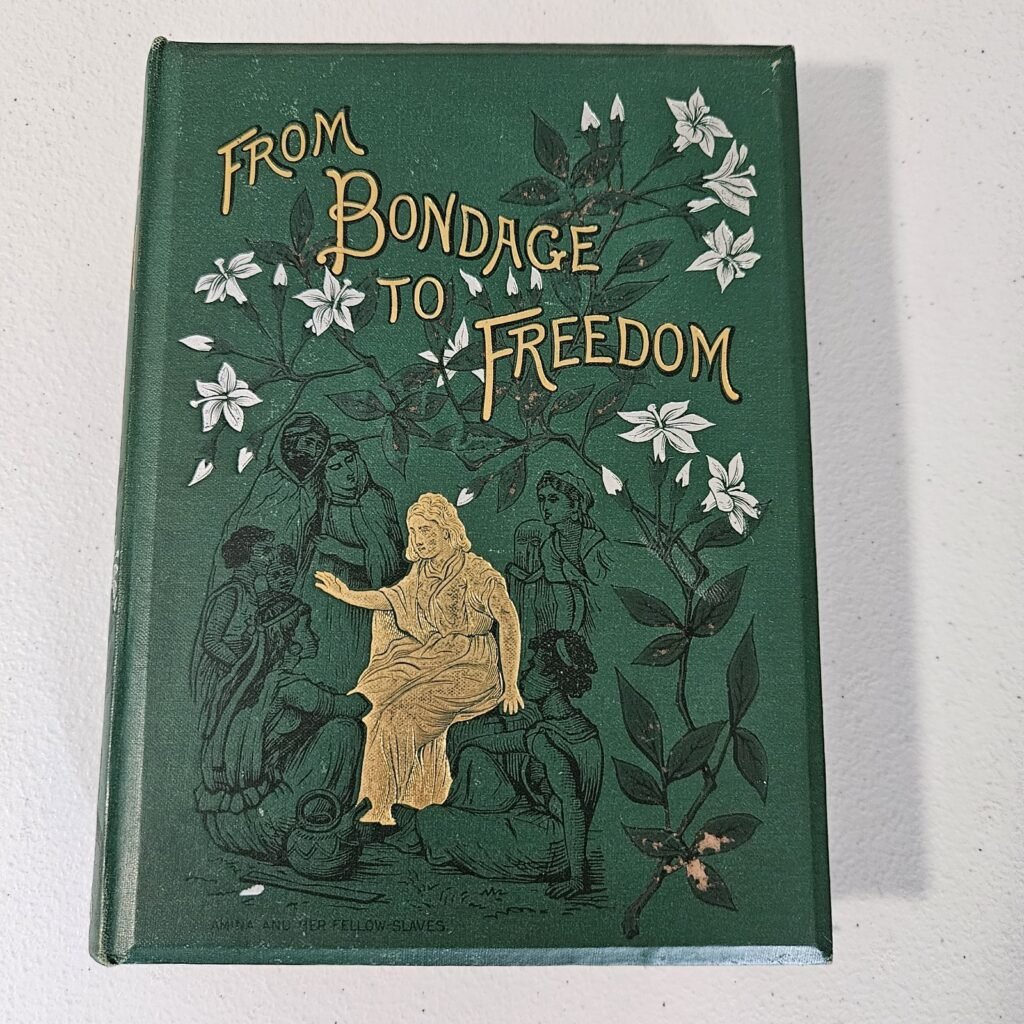 FROM
BONDAGE
TO
FREEDOM
AMINA AND HER FELLOW-SLAVES.